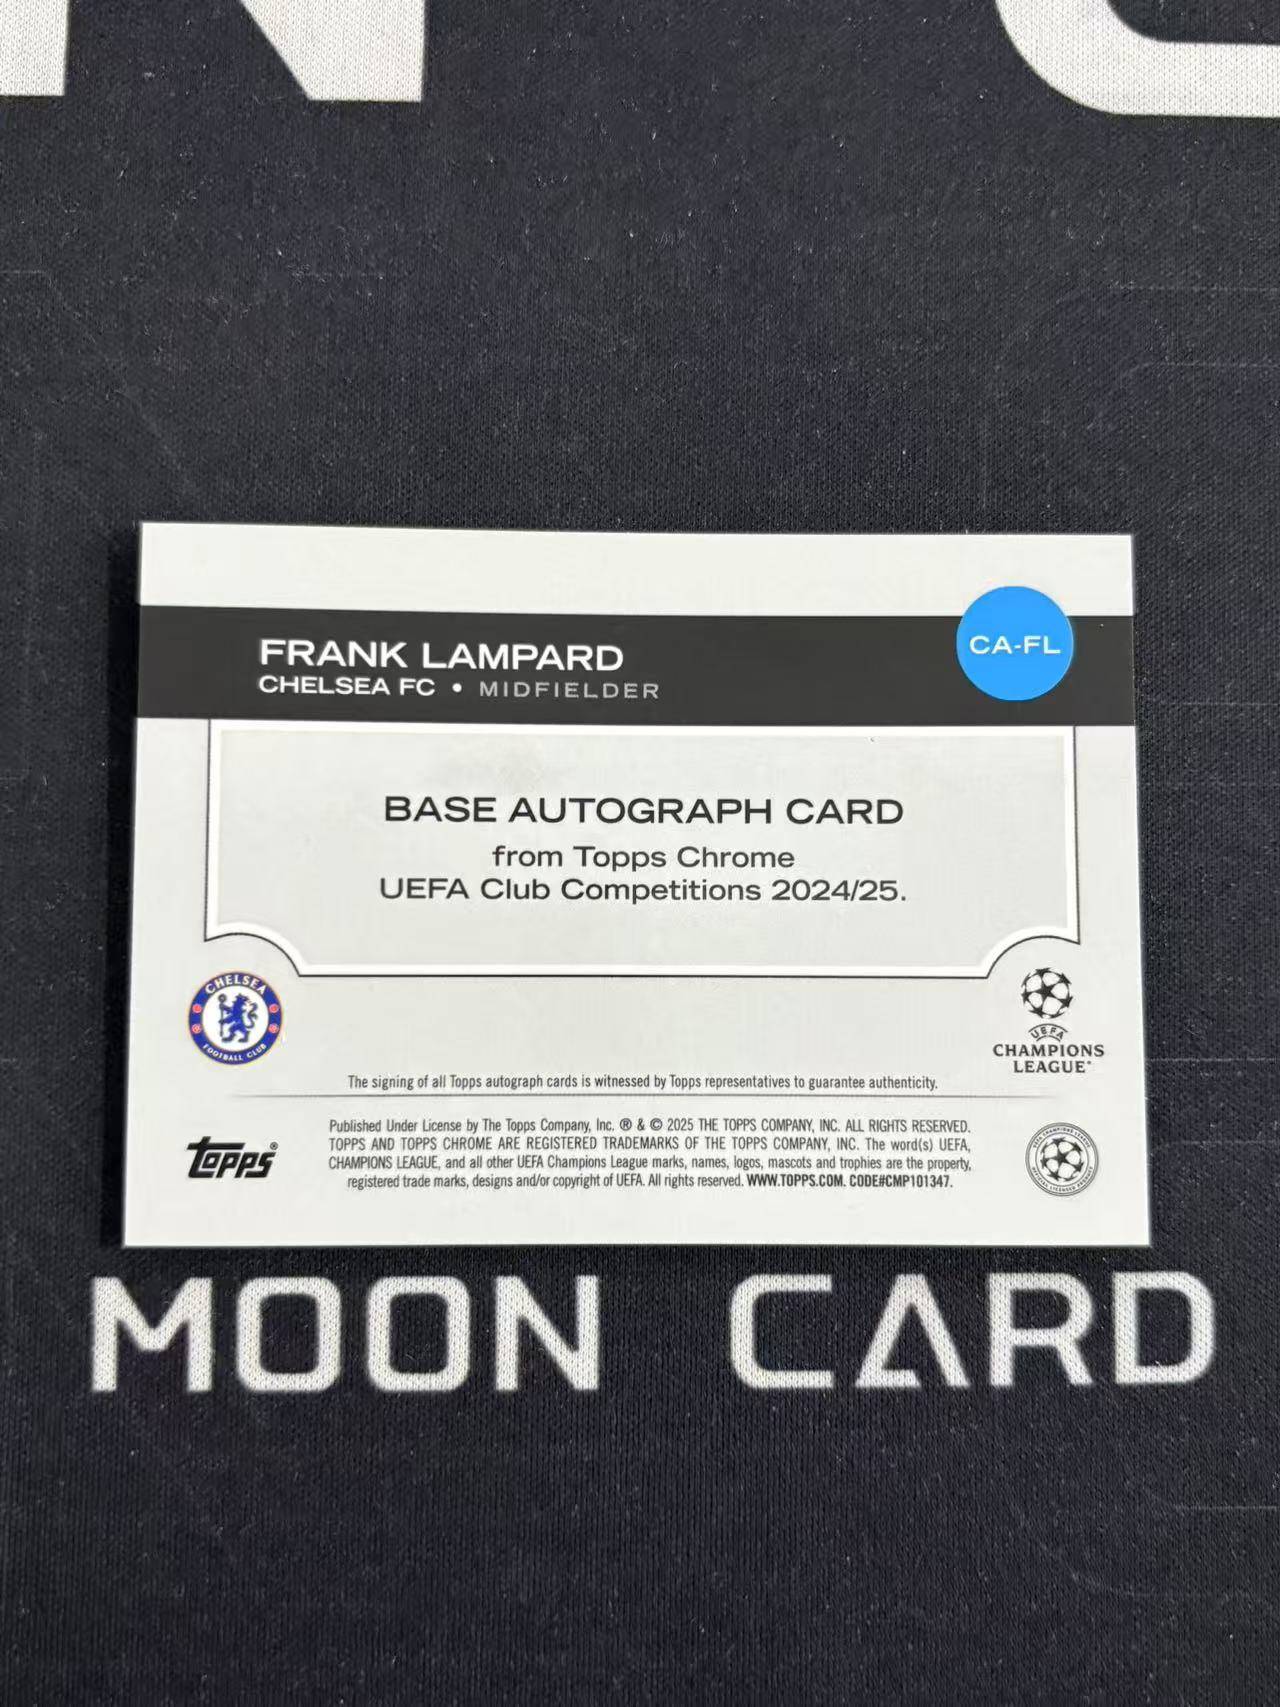 FRANK LAMPARD
CHELSEA FC • MIDFIELDER
CA-FL
BASE AUTOGRAPH CARD
from Topps Chrome
UEFA Club Competitions 2024/25.
CHELSEA
FOOTBALL CLUB
UEFA
CHAMPIONS
LEAGUE
The signing of all Topps autograph cards is witnessed by Topps representatives to guarantee authenticity.
Topps®
Published Under License by The Topps Company, Inc. ® & © 2025 THE TOPPS COMPANY, INC. ALL RIGHTS RESERVED.
TOPPS AND TOPPS CHROME ARE REGISTERED TRADEMARKS OF THE TOPPS COMPANY, INC. The word(s) UEFA,
CHAMPIONS LEAGUE, and all other UEFA Champions League marks, names, logos, mascots and trophies are the property,
registered trade marks, designs and/or copyright of UEFA. All rights reserved. WWW.TOPPS.COM. CODE#CMP101347.
MOON CARD